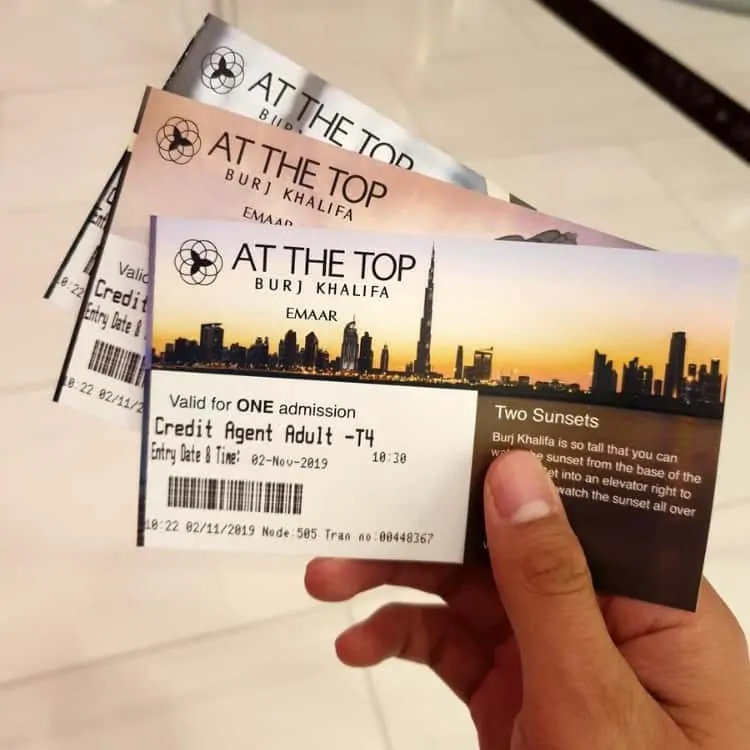 AT THE TOP
AT THE TOP
BURJ KHALIFA
EMAAR
Credit
Entry Date &
10:22 02/11/2
AT THE TOP
BURJ KHALIFA
EMAAR
Valid for ONE admission
Credit Agent Adult -T4
Entry Date & Time: 02-Nov-2019 10:30
10:22 02/11/2019 Node:505 Tran no:00448367
Two Sunsets
Burj Khalifa is so tall that you can
sunset from the base of the
into an elevator right to
watch the sunset all over